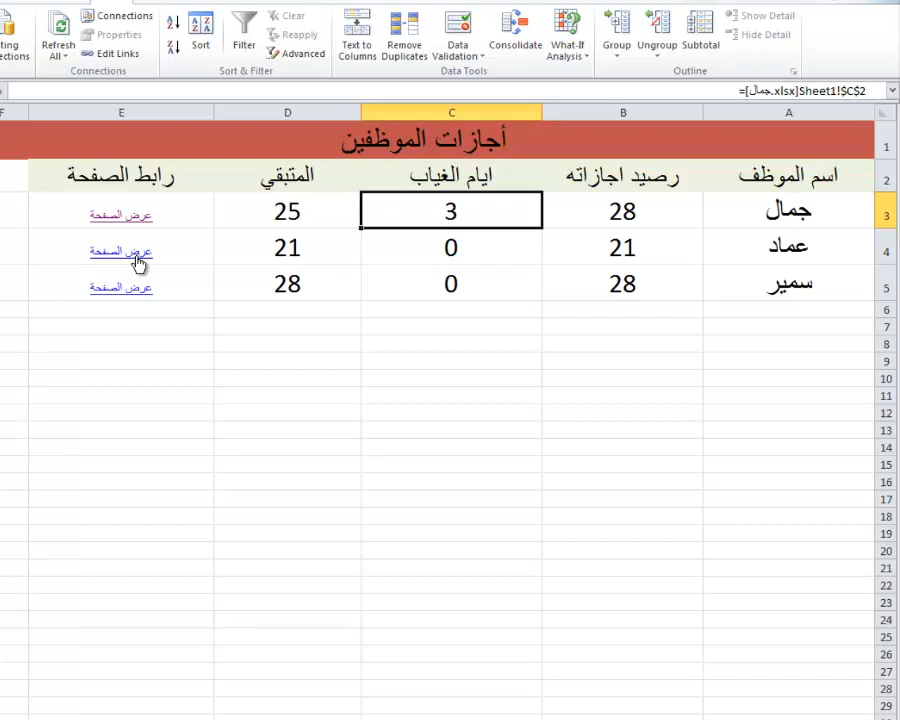 Connections
Properties
Edit Links
Refresh
All
Connections
Sort
Filter
Clear
Reapply
Advanced
Sort & Filter
Text to
Columns
Remove
Duplicates
Data
Validation
Consolidate
What-If
Analysis
Data Tools
Group
Ungroup
Subtotal
Show Detail
Hide Detail
Outline
=[جمال.xlsx]Sheet1!$C$2
F E D C B A
أجازات الموظفين 1
اسم الموظف رصيد اجازاته ايام الغياب المتبقي رابط الصفحة 2
جمال 28 3 25 عرض الصفحة 3
عماد 21 0 21 عرض الصفحة 4
سمير 28 0 28 عرض الصفحة 5
6
7
8
9
10
11
12
13
14
15
16
17
18
19
20
21
22
23
24
25
26
27
28
29